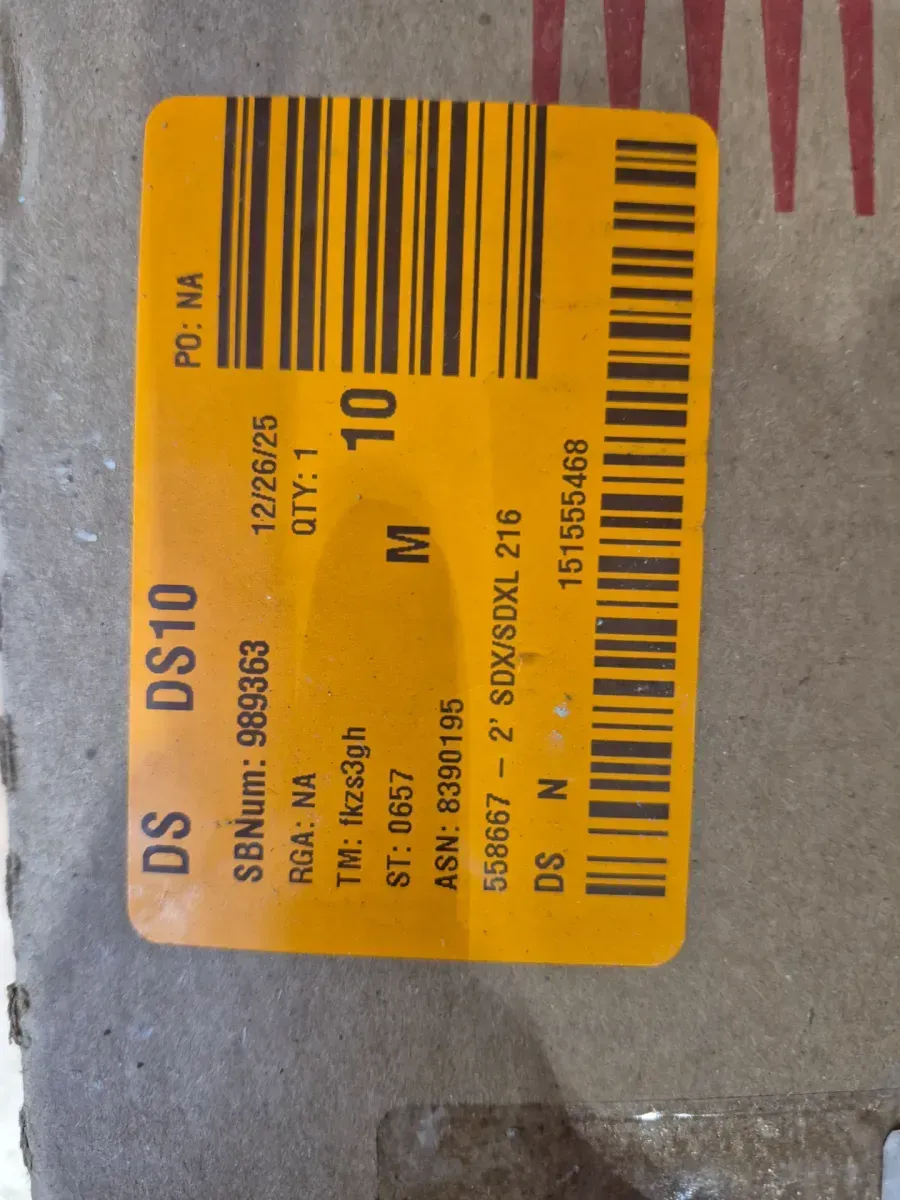 DS DS10
PO: NA
SBNum: 989363 12/26/25
RGA: NA QTY: 1
TM: fkzs3gh 10
ST: 0657 M
ASN: 8390195
558667 – 2' SDX/SDXL 216
DS N 151555468